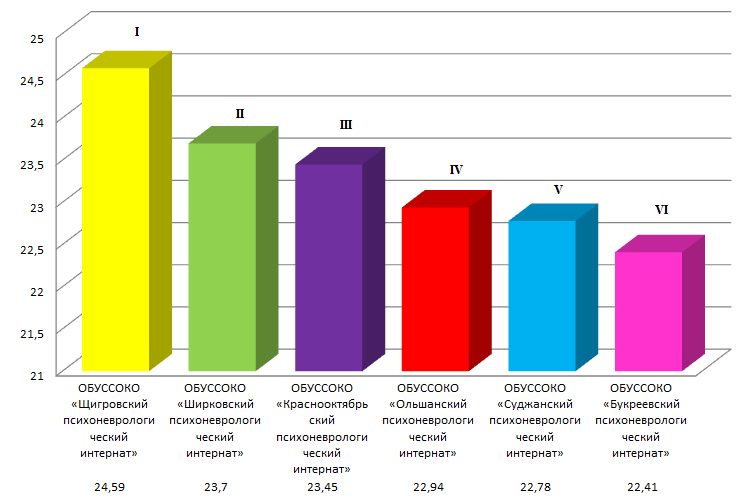 I
II
III
IV
V
VI
25
24,5
24
23,5
23
22,5
22
21,5
21
ОБУССОКО
«Щигровский
психоневрологи
ческий
интернат»
24,59
ОБУССОКО
«Ширковский
психоневрологи
ческий
интернат»
23,7
ОБУССОКО
«Краснооктябрь
ский
психоневрологи
ческий
интернат»
23,45
ОБУССОКО
«Ольшанский
психоневрологи
ческий
интернат»
22,94
ОБУССОКО
«Суджанский
психоневрологи
ческий
интернат»
22,78
ОБУССОКО
«Букреевский
психоневрологи
ческий
интернат»
22,41